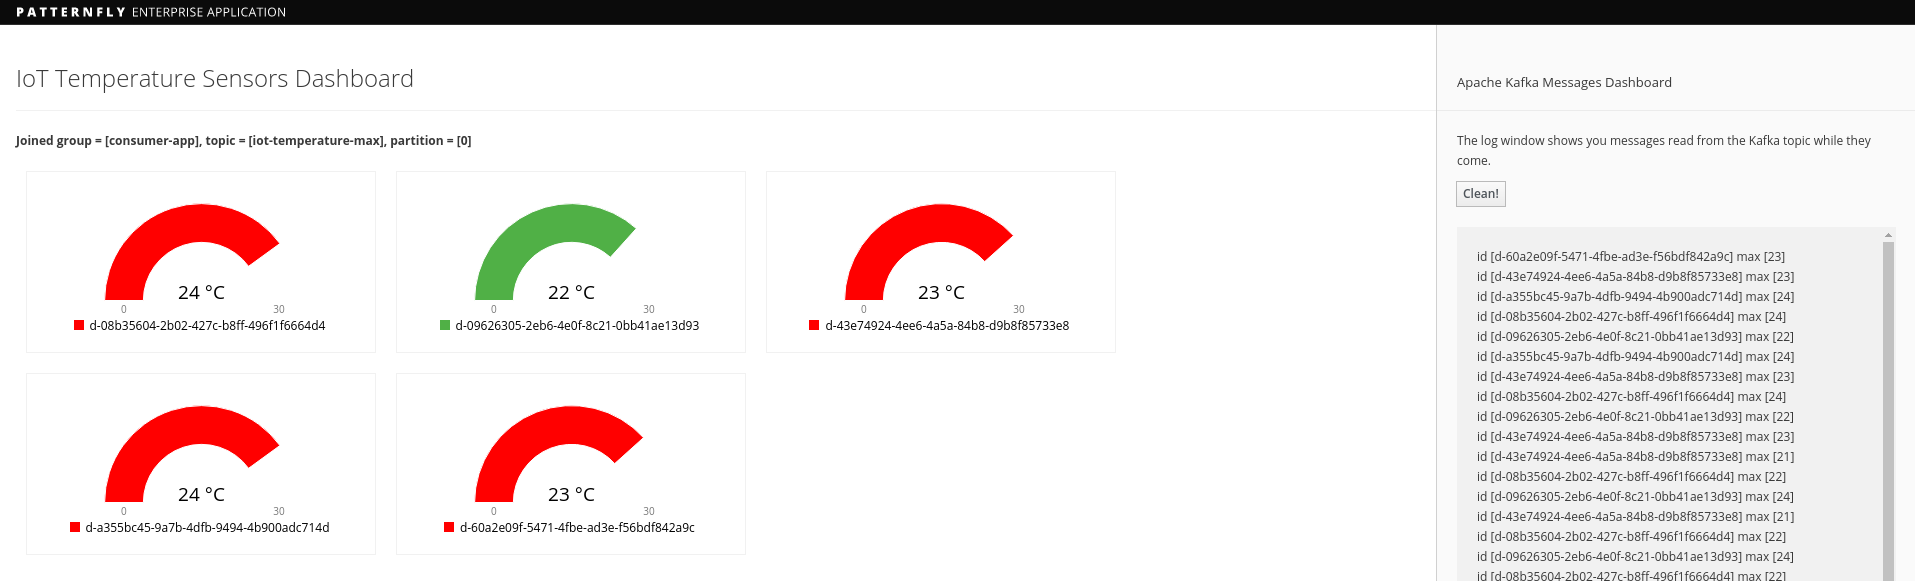 PATTERNFLY ENTERPRISE APPLICATION
IoT Temperature Sensors Dashboard
Joined group = [consumer-app], topic = [iot-temperature-max], partition = [0]
24 °C
0 30
d-08b35604-2b02-427c-b8ff-496f1f6664d4
22 °C
0 30
d-09626305-2eb6-4e0f-8c21-0bb41ae13d93
23 °C
0 30
d-43e74924-4ee6-4a5a-84b8-d9b8f85733e8
24 °C
0 30
d-a355bc45-9a7b-4dfb-9494-4b900adc714d
23 °C
0 30
d-60a2e09f-5471-4fbe-ad3e-f56bdf842a9c
Apache Kafka Messages Dashboard
The log window shows you messages read from the Kafka topic while they
come.
Clean!
id [d-60a2e09f-5471-4fbe-ad3e-f56bdf842a9c] max [23]
id [d-43e74924-4ee6-4a5a-84b8-d9b8f85733e8] max [23]
id [d-a355bc45-9a7b-4dfb-9494-4b900adc714d] max [24]
id [d-08b35604-2b02-427c-b8ff-496f1f6664d4] max [24]
id [d-09626305-2eb6-4e0f-8c21-0bb41ae13d93] max [22]
id [d-a355bc45-9a7b-4dfb-9494-4b900adc714d] max [24]
id [d-43e74924-4ee6-4a5a-84b8-d9b8f85733e8] max [23]
id [d-08b35604-2b02-427c-b8ff-496f1f6664d4] max [24]
id [d-09626305-2eb6-4e0f-8c21-0bb41ae13d93] max [22]
id [d-43e74924-4ee6-4a5a-84b8-d9b8f85733e8] max [23]
id [d-43e74924-4ee6-4a5a-84b8-d9b8f85733e8] max [21]
id [d-08b35604-2b02-427c-b8ff-496f1f6664d4] max [22]
id [d-09626305-2eb6-4e0f-8c21-0bb41ae13d93] max [24]
id [d-43e74924-4ee6-4a5a-84b8-d9b8f85733e8] max [21]
id [d-08b35604-2b02-427c-b8ff-496f1f6664d4] max [22]
id [d-09626305-2eb6-4e0f-8c21-0bb41ae13d93] max [24]
id [d-08b35604-2b02-427c-b8ff-496f1f6664d4] max [22]